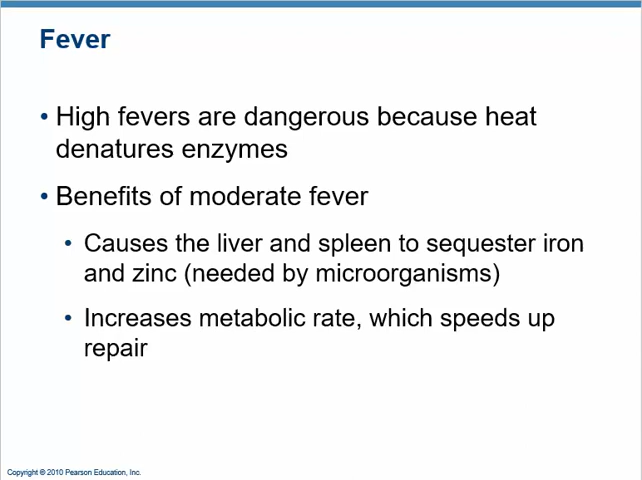 Fever
• High fevers are dangerous because heat
denatures enzymes
• Benefits of moderate fever
• Causes the liver and spleen to sequester iron
and zinc (needed by microorganisms)
• Increases metabolic rate, which speeds up
repair
Copyright © 2010 Pearson Education, Inc.